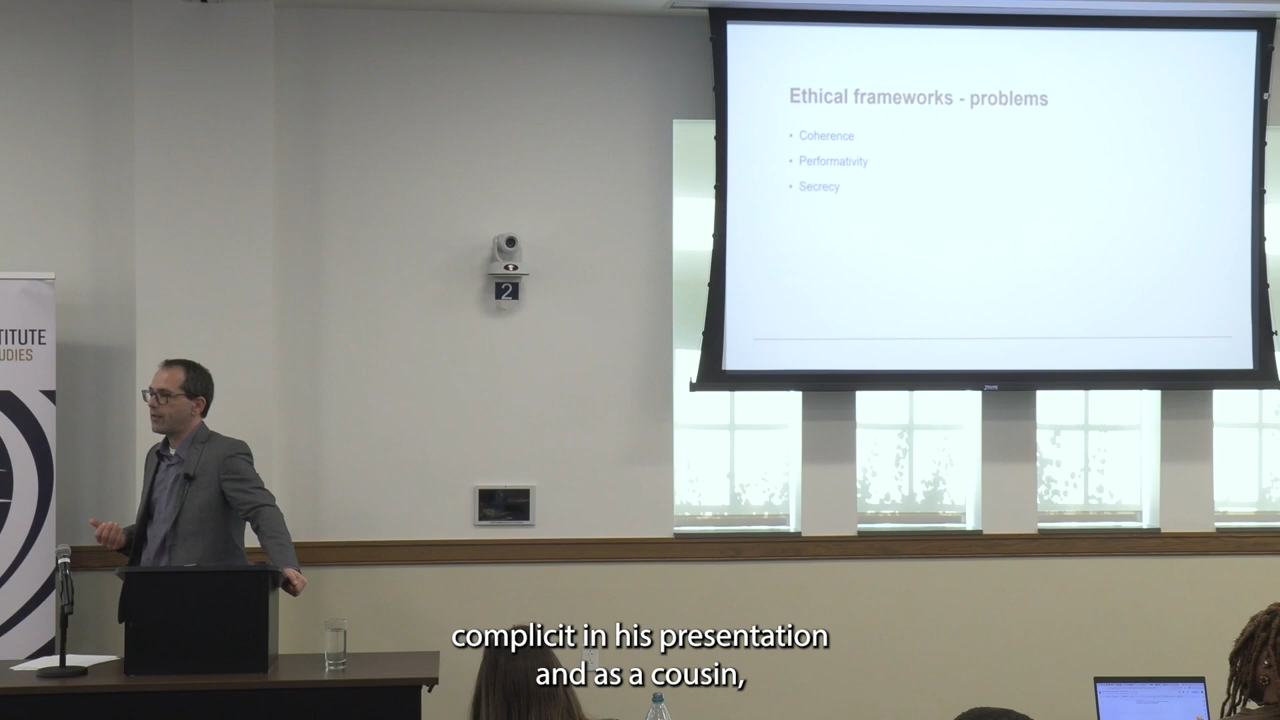 Ethical frameworks - problems
• Coherence
• Performativity
• Secrecy
2
TITUTE
UDIES
complicit in his presentation
and as a cousin,